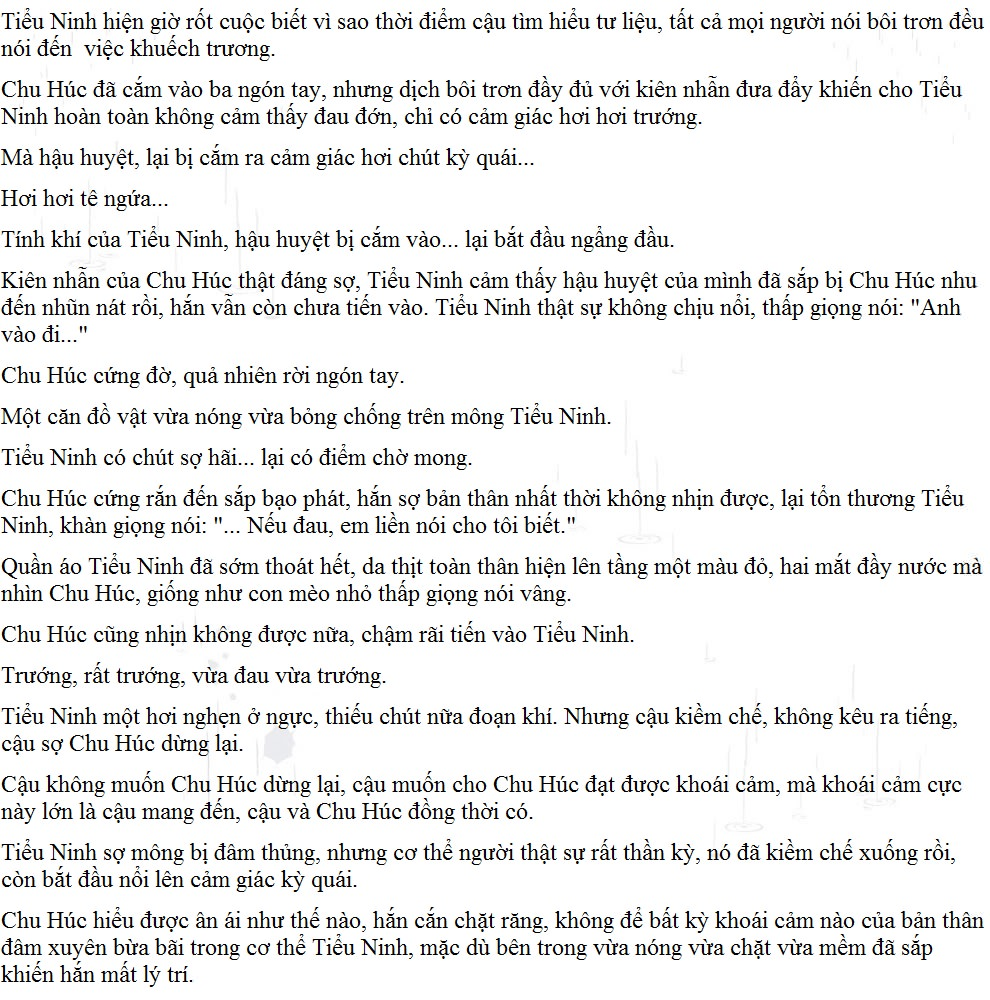 Tiểu Ninh hiện giờ rốt cuộc biết vì sao thời điểm cậu tìm hiểu tư liệu, tất cả mọi người nói bôi trơn đều
nói đến  việc khuếch trương.
Chu Húc đã cắm vào ba ngón tay, nhưng dịch bôi trơn đầy đủ với kiên nhẫn đưa đẩy khiến cho Tiểu
Ninh hoàn toàn không cảm thấy đau đớn, chỉ có cảm giác hơi hơi trướng.
Mà hậu huyệt, lại bị cắm ra cảm giác hơi chút kỳ quái...
Hơi hơi tê ngứa...
Tính khí của Tiểu Ninh, hậu huyệt bị cắm vào... lại bắt đầu ngẩng đầu.
Kiên nhẫn của Chu Húc thật đáng sợ, Tiểu Ninh cảm thấy hậu huyệt của mình đã sắp bị Chu Húc nhu
đến nhũn nát rồi, hắn vẫn còn chưa tiến vào. Tiểu Ninh thật sự không chịu nổi, thấp giọng nói: "Anh
vào đi..."
Chu Húc cứng đờ, quả nhiên rời ngón tay.
Một căn đồ vật vừa nóng vừa bỏng chống trên mông Tiểu Ninh.
Tiểu Ninh có chút sợ hãi... lại có điểm chờ mong.
Chu Húc cứng rắn đến sắp bạo phát, hắn sợ bản thân nhất thời không nhịn được, lại tổn thương Tiểu
Ninh, khàn giọng nói: "... Nếu đau, em liền nói cho tôi biết."
Quần áo Tiểu Ninh đã sớm thoát hết, da thịt toàn thân hiện lên tầng một màu đỏ, hai mắt đầy nước mà
nhìn Chu Húc, giống như con mèo nhỏ thấp giọng nói vâng.
Chu Húc cũng nhịn không được nữa, chậm rãi tiến vào Tiểu Ninh.
Trướng, rất trướng, vừa đau vừa trướng.
Tiểu Ninh một hơi nghẹn ở ngực, thiếu chút nữa đoạn khí. Nhưng cậu kiềm chế, không kêu ra tiếng,
cậu sợ Chu Húc dừng lại.
Cậu không muốn Chu Húc dừng lại, cậu muốn cho Chu Húc đạt được khoái cảm, mà khoái cảm cực
này lớn là cậu mang đến, cậu và Chu Húc đồng thời có.
Tiểu Ninh sợ mông bị đâm thủng, nhưng cơ thể người thật sự rất thần kỳ, nó đã kiềm chế xuống rồi,
còn bắt đầu nổi lên cảm giác kỳ quái.
Chu Húc hiểu được ân ái như thế nào, hắn cắn chặt răng, không để bất kỳ khoái cảm nào của bản thân
đâm xuyên bừa bãi trong cơ thể Tiểu Ninh, mặc dù bên trong vừa nóng vừa chặt vừa mềm đã sắp
khiến hắn mất lý trí.